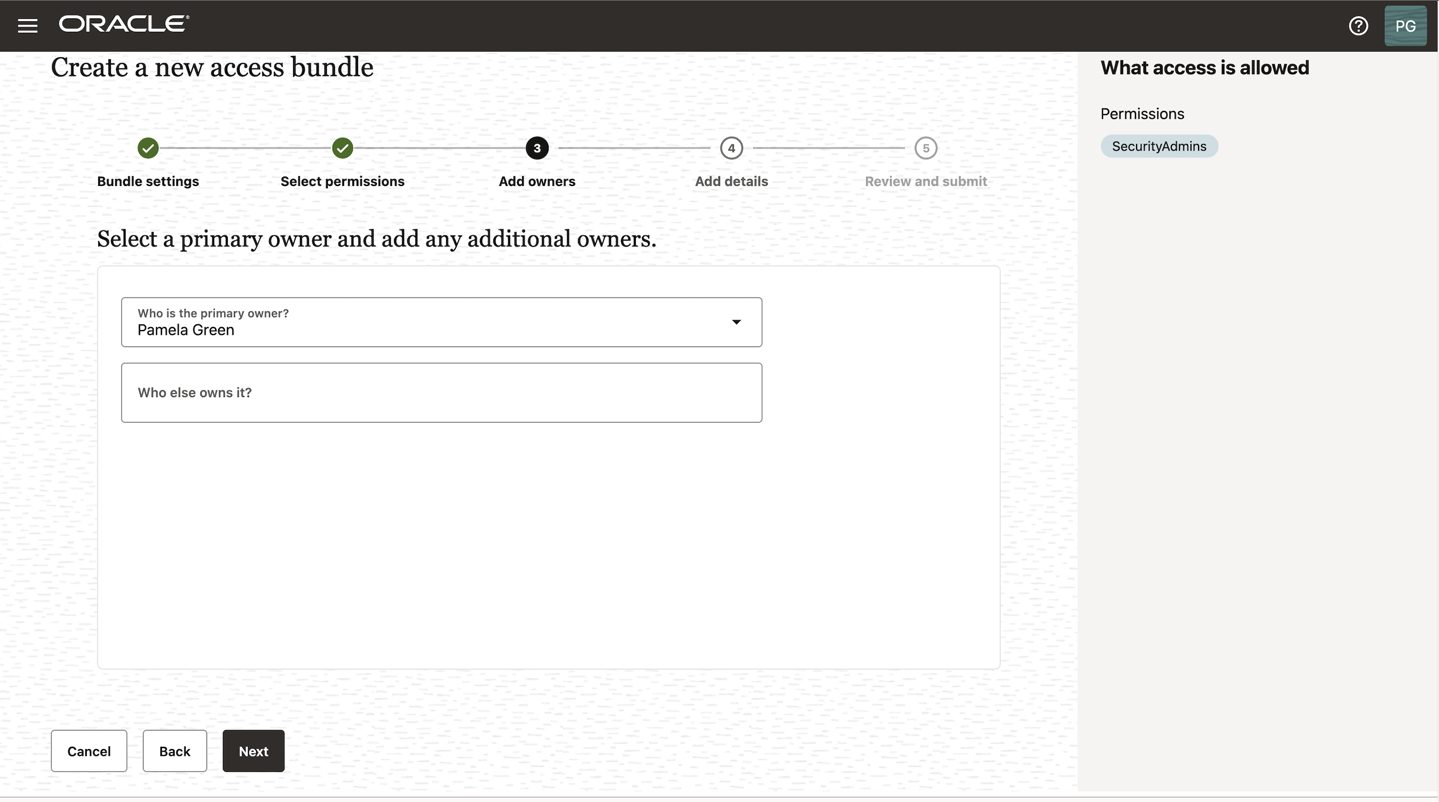 ORACLE
PG
Create a new access bundle
3
4
5
Bundle settings
Select permissions
Add owners
Add details
Review and submit
Select a primary owner and add any additional owners.
Who is the primary owner?
Pamela Green
Who else owns it?
Cancel
Back
Next
What access is allowed
Permissions
SecurityAdmins